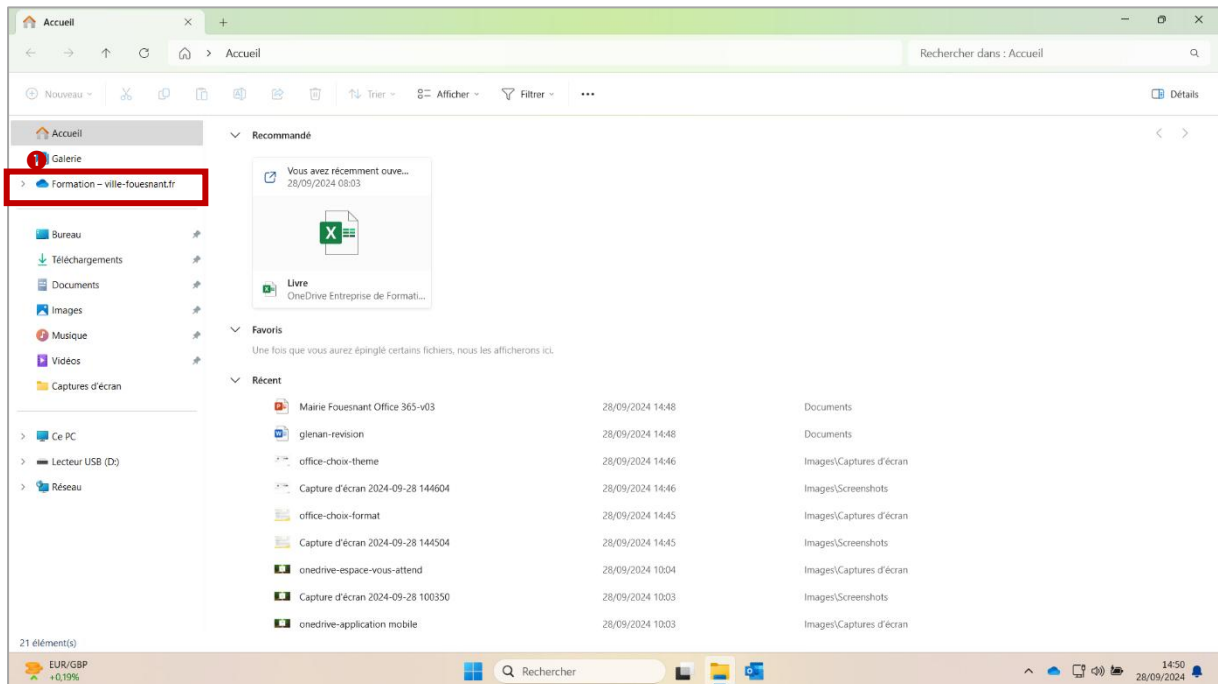 Accueil
Accueil
Rechercher dans : Accueil
Nouveau
Trier
Afficher
Filtrer
Détails
Accueil
1
Galerie
Formation – ville-fouesnant.fr
Bureau
Téléchargements
Documents
Images
Musique
Vidéos
Captures d'écran
Ce PC
Lecteur USB (D:)
Réseau
Recommandé
Vous avez récemment ouve...
28/09/2024 08:03
Livre
OneDrive Entreprise de Formati...
Favoris
Une fois que vous aurez épinglé certains fichiers, nous les afficherons ici.
Récent
Mairie Fouesnant Office 365-v03 28/09/2024 14:48 Documents
glenan-revision 28/09/2024 14:48 Documents
office-choix-theme 28/09/2024 14:46 Images\Captures d'écran
Capture d'écran 2024-09-28 144604 28/09/2024 14:46 Images\Screenshots
office-choix-format 28/09/2024 14:45 Images\Captures d'écran
Capture d'écran 2024-09-28 144504 28/09/2024 14:45 Images\Screenshots
onedrive-espace-vous-attend 28/09/2024 10:04 Images\Captures d'écran
Capture d'écran 2024-09-28 100350 28/09/2024 10:03 Images\Screenshots
onedrive-application mobile 28/09/2024 10:03 Images\Captures d'écran
21 élément(s)
EUR/GBP
+0,19%
Rechercher
14:50
28/09/2024